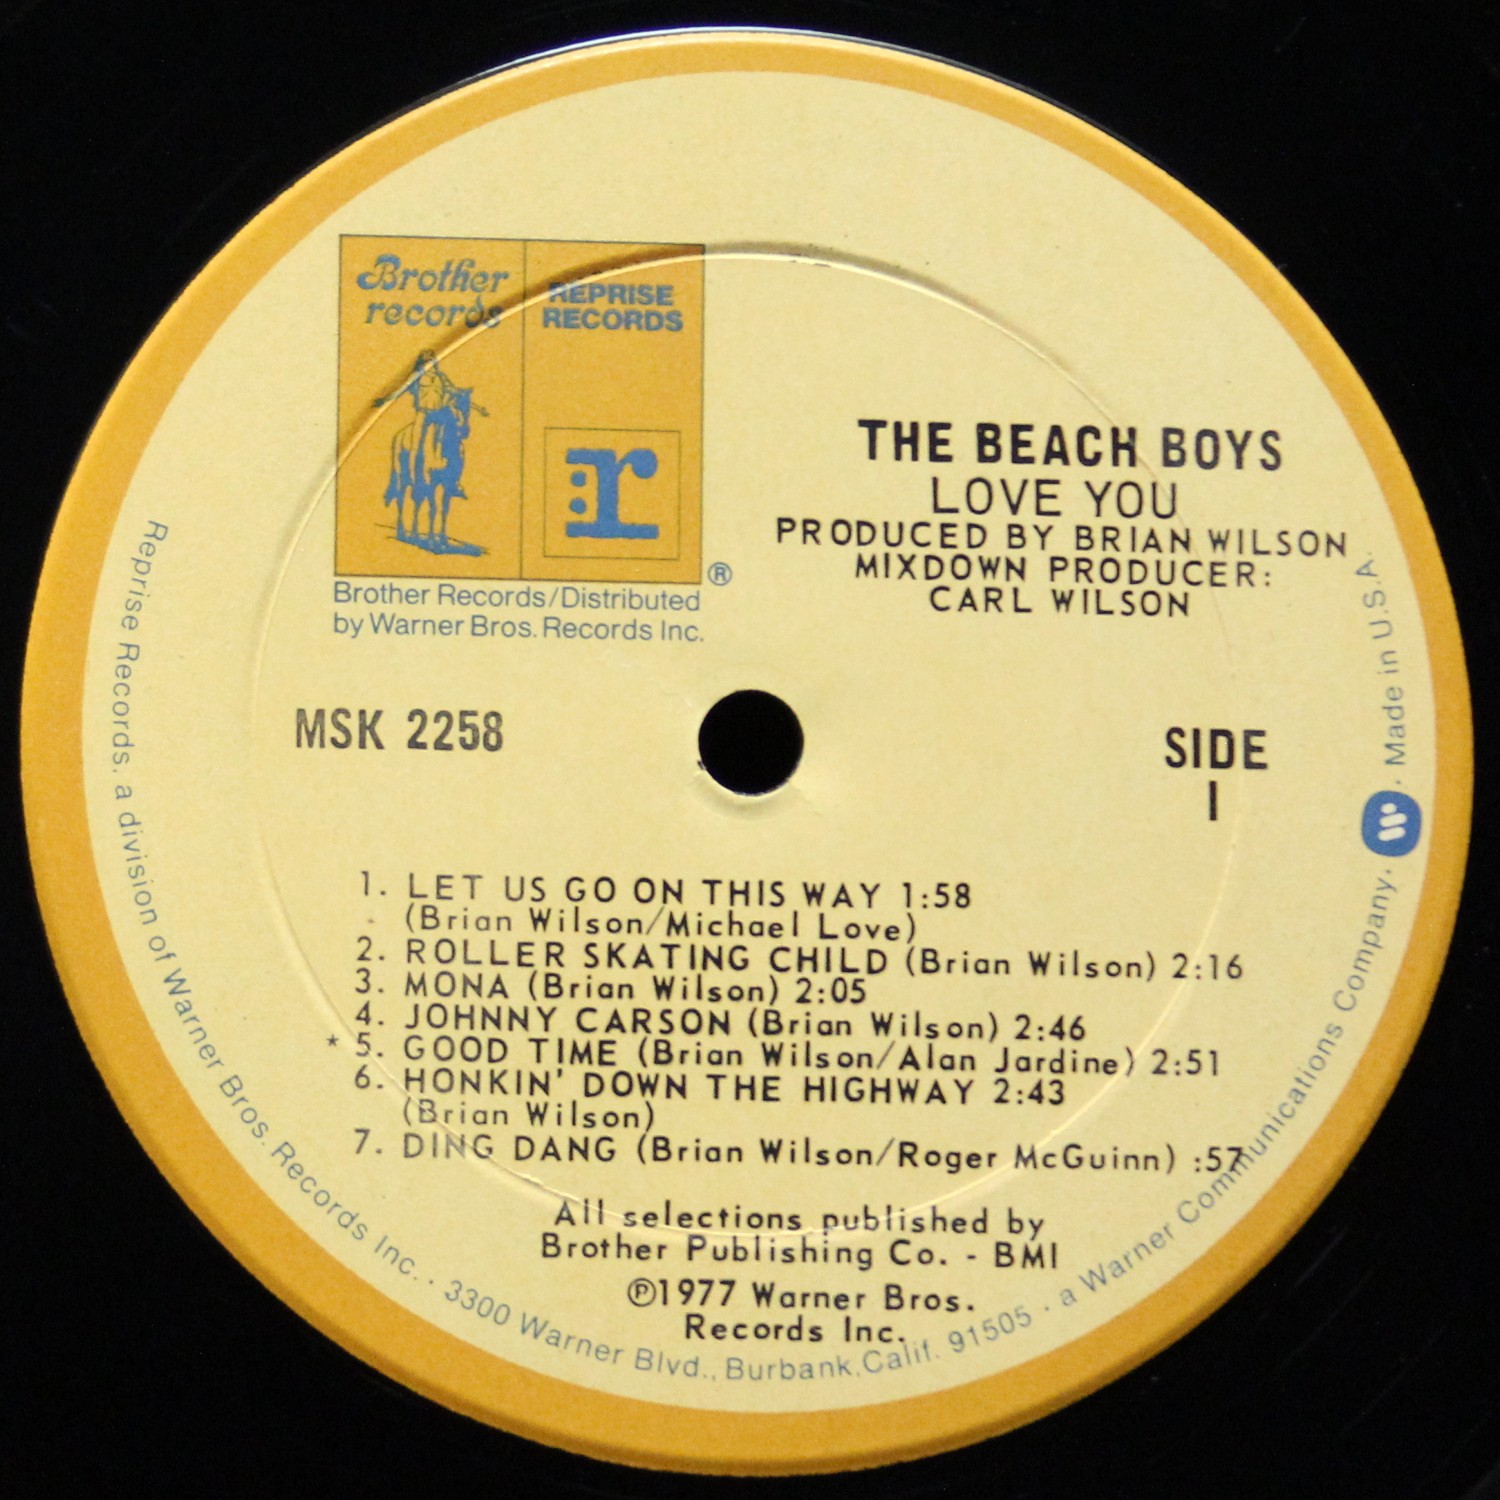 Brother
records
REPRISE
RECORDS
r
®
Brother Records/Distributed
by Warner Bros. Records Inc.
THE BEACH BOYS
LOVE YOU
PRODUCED BY BRIAN WILSON
MIXDOWN PRODUCER:
CARL WILSON
MSK 2258
SIDE
1
1. LET US GO ON THIS WAY 1:58
(Brian Wilson/Michael Love)
2. ROLLER SKATING CHILD (Brian Wilson) 2:16
3. MONA (Brian Wilson) 2:05
4. JOHNNY CARSON (Brian Wilson) 2:46
* 5. GOOD TIME (Brian Wilson/Alan Jardine) 2:51
6. HONKIN' DOWN THE HIGHWAY 2:43
(Brian Wilson)
7. DING DANG (Brian Wilson/Roger McGuinn) :57
All selections published by
Brother Publishing Co. - BMI
℗1977 Warner Bros.
Records Inc.
Reprise Records, a division of Warner Bros. Records Inc. · 3300 Warner Blvd., Burbank, Calif. 91505 · a Warner Communications Company. W · Made in U.S.A.